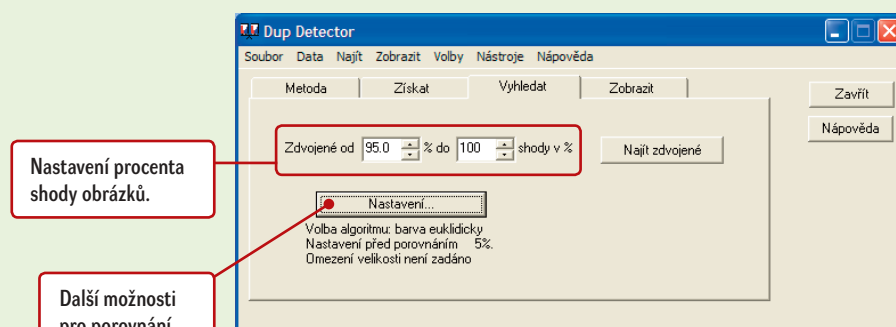 Dup Detector
Soubor Data Najít Zobrazit Volby Nástroje Nápověda
Metoda Získat Vyhledat Zobrazit
Zavřít
Nápověda
Zdvojené od 95.0 % do 100 shody v %
Najít zdvojené
Nastavení procenta
shody obrázků.
Nastavení...
Volba algoritmu: barva euklidicky
Nastavení před porovnáním 5%.
Omezení velikosti není zadáno
Další možnosti
pro porovnání